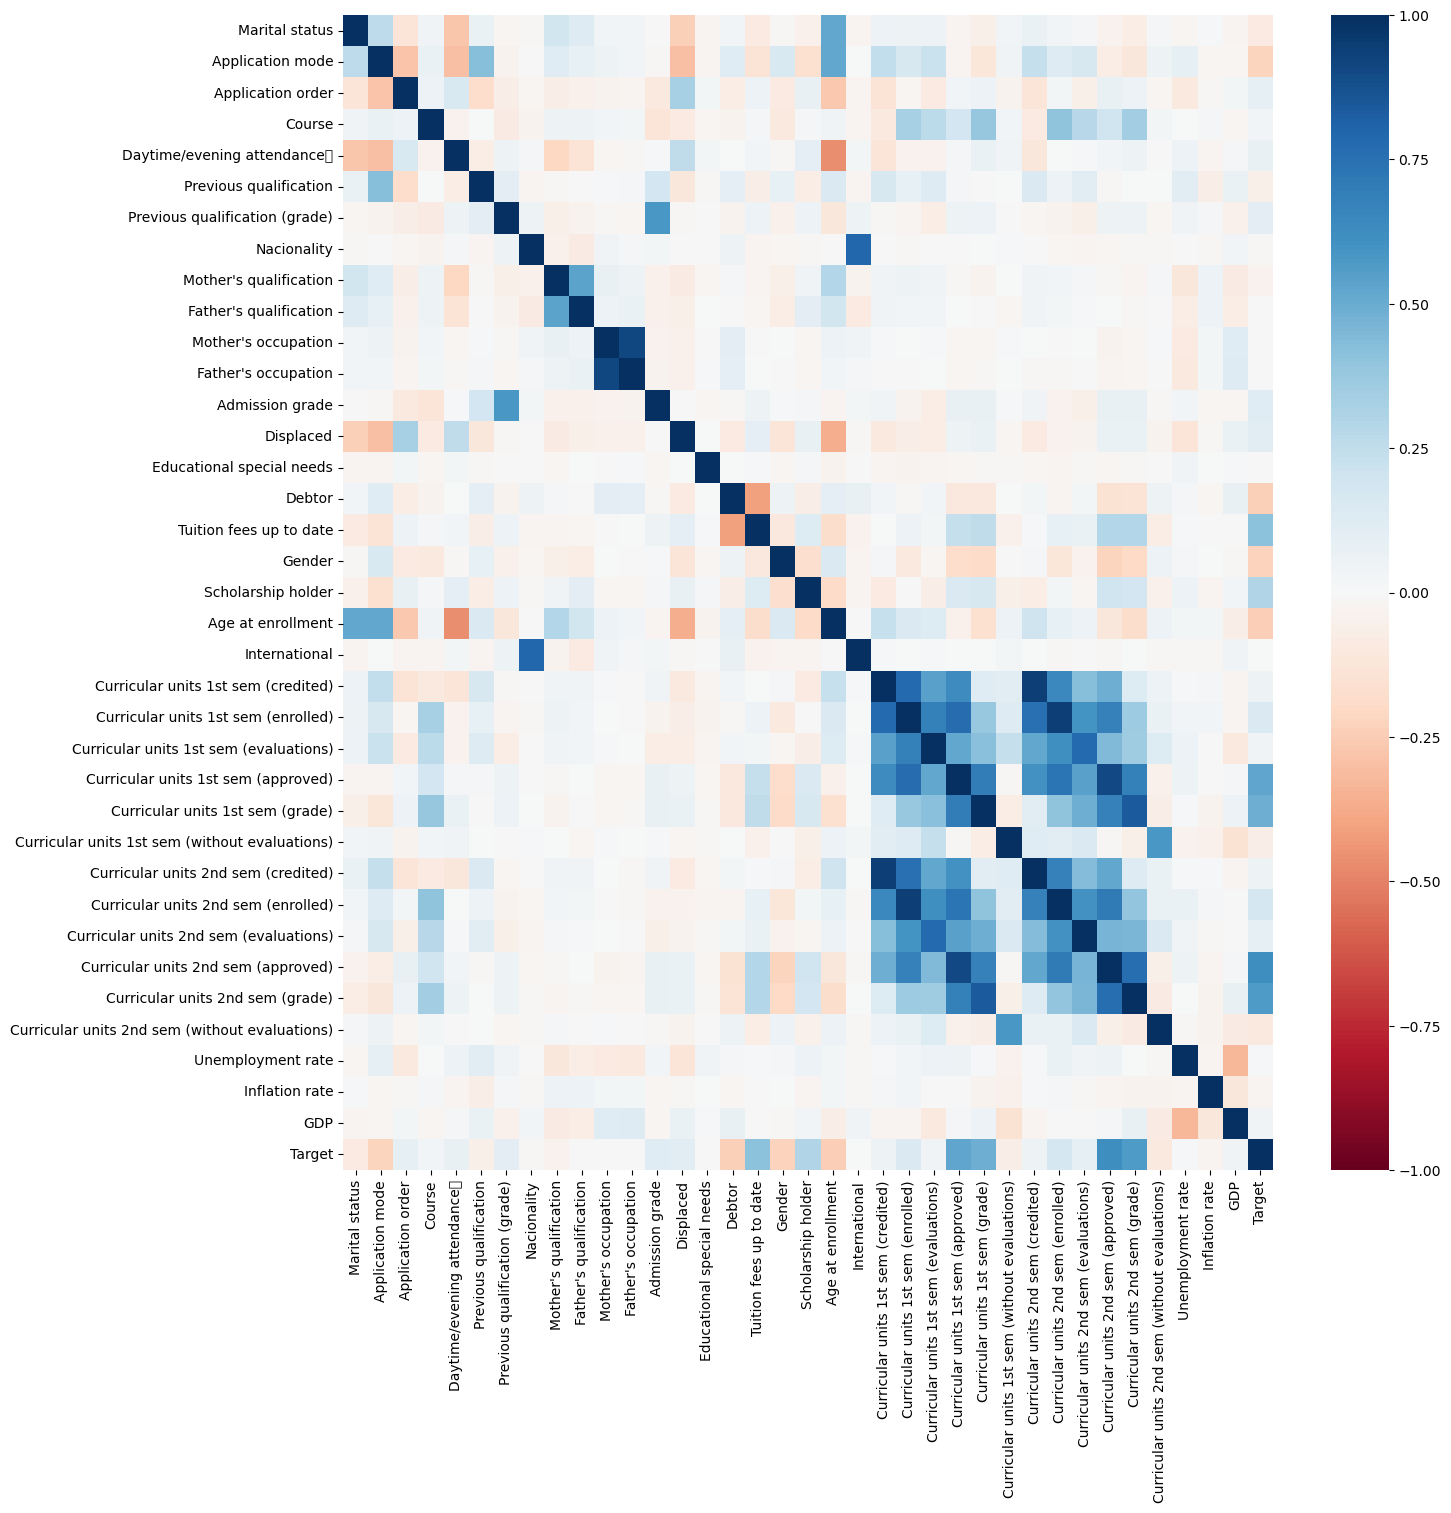 Marital status
Application mode
Application order
Course
Daytime/evening attendance▯
Previous qualification
Previous qualification (grade)
Nacionality
Mother's qualification
Father's qualification
Mother's occupation
Father's occupation
Admission grade
Displaced
Educational special needs
Debtor
Tuition fees up to date
Gender
Scholarship holder
Age at enrollment
International
Curricular units 1st sem (credited)
Curricular units 1st sem (enrolled)
Curricular units 1st sem (evaluations)
Curricular units 1st sem (approved)
Curricular units 1st sem (grade)
Curricular units 1st sem (without evaluations)
Curricular units 2nd sem (credited)
Curricular units 2nd sem (enrolled)
Curricular units 2nd sem (evaluations)
Curricular units 2nd sem (approved)
Curricular units 2nd sem (grade)
Curricular units 2nd sem (without evaluations)
Unemployment rate
Inflation rate
GDP
Target
Marital status
Application mode
Application order
Course
Daytime/evening attendance▯
Previous qualification
Previous qualification (grade)
Nacionality
Mother's qualification
Father's qualification
Mother's occupation
Father's occupation
Admission grade
Displaced
Educational special needs
Debtor
Tuition fees up to date
Gender
Scholarship holder
Age at enrollment
International
Curricular units 1st sem (credited)
Curricular units 1st sem (enrolled)
Curricular units 1st sem (evaluations)
Curricular units 1st sem (approved)
Curricular units 1st sem (grade)
Curricular units 1st sem (without evaluations)
Curricular units 2nd sem (credited)
Curricular units 2nd sem (enrolled)
Curricular units 2nd sem (evaluations)
Curricular units 2nd sem (approved)
Curricular units 2nd sem (grade)
Curricular units 2nd sem (without evaluations)
Unemployment rate
Inflation rate
GDP
Target
1.00
0.75
0.50
0.25
0.00
−0.25
−0.50
−0.75
−1.00